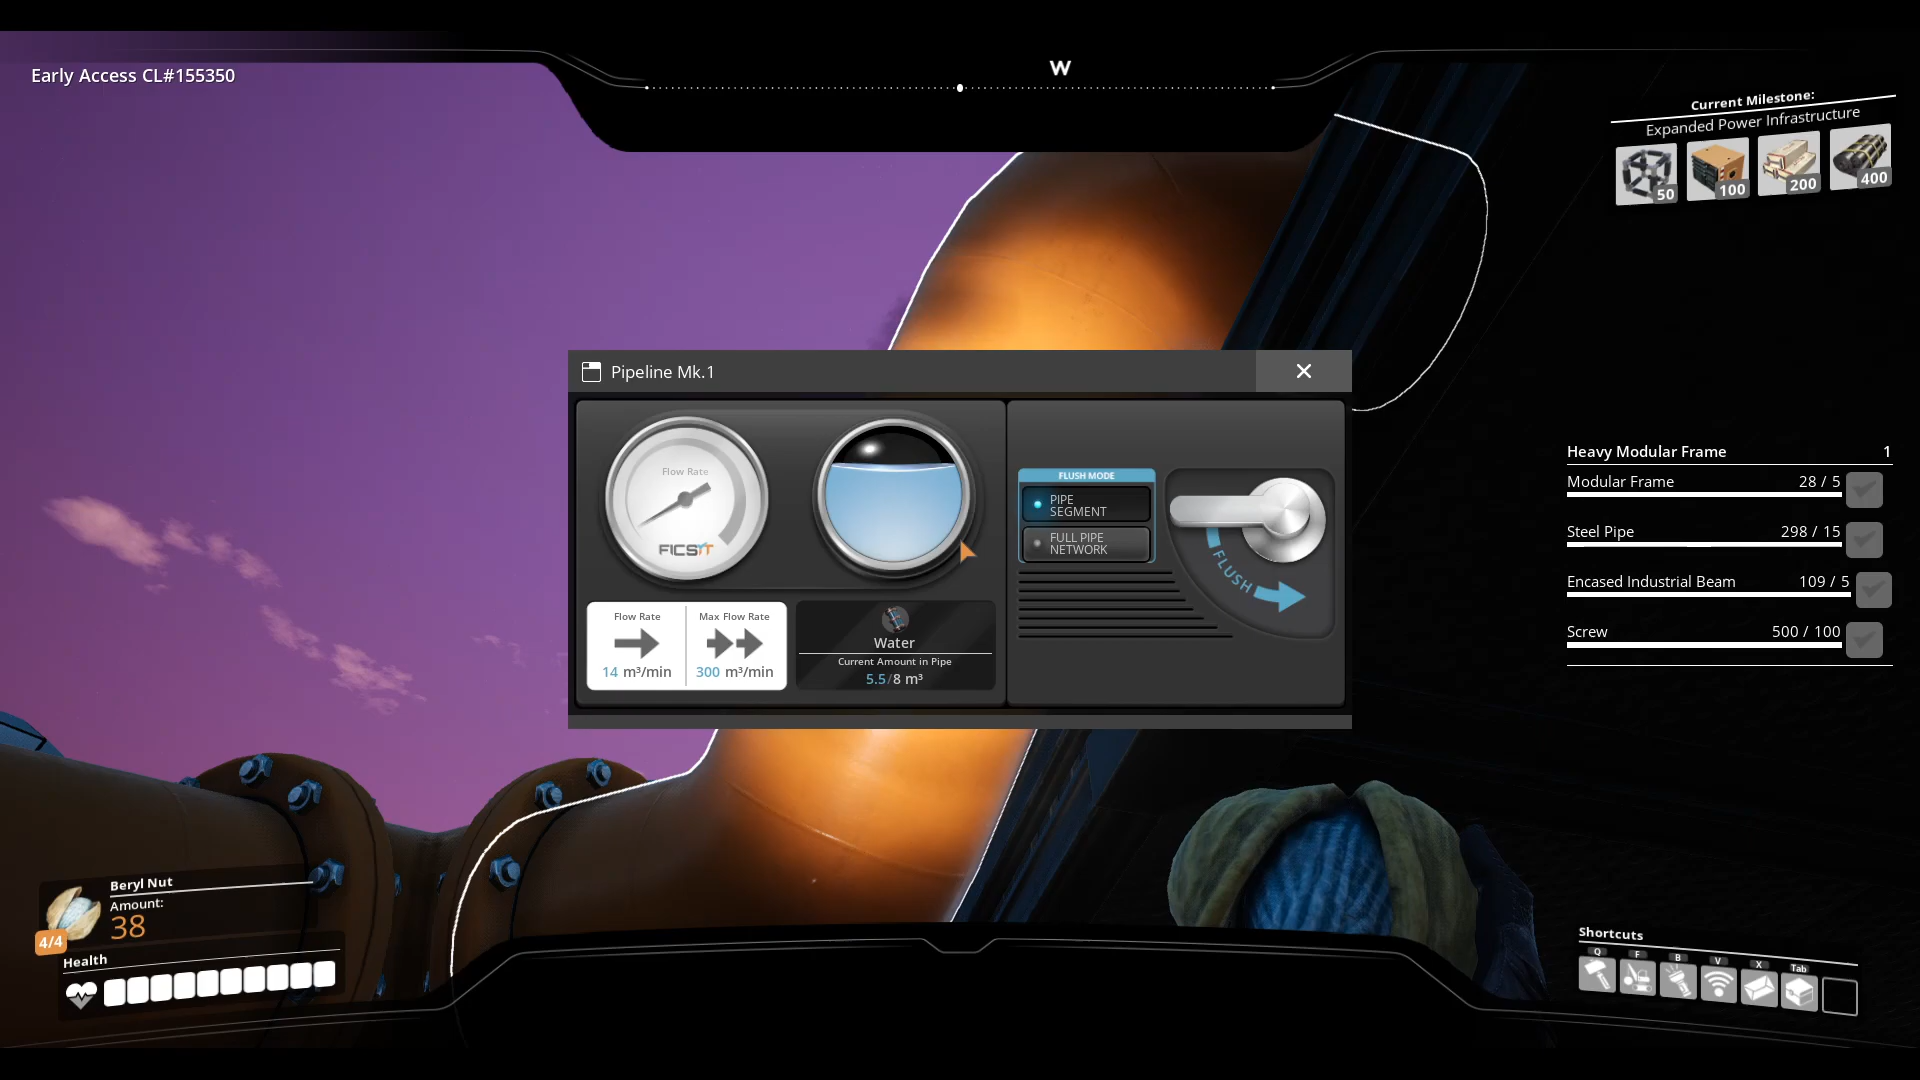 Early Access CL#155350
W
Current Milestone:
Expanded Power Infrastructure
50
100
200
400
Pipeline Mk.1
Flow Rate
FICSIT
FLUSH MODE
PIPE
SEGMENT
FULL PIPE
NETWORK
FLUSH
Flow Rate
Max Flow Rate
14 m³/min
300 m³/min
Water
Current Amount in Pipe
5.5/8 m³
Heavy Modular Frame 1
Modular Frame 28 / 5
Steel Pipe 298 / 15
Encased Industrial Beam 109 / 5
Screw 500 / 100
Beryl Nut
Amount:
38
4/4
Health
Shortcuts
Q F B V X Tab